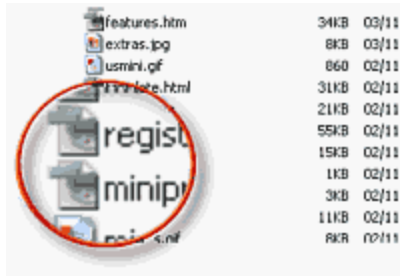 features.htm 34KB 03/11
extras.jpg 8KB 03/11
usmini.gif 860 02/11
31KB 02/11
21KB 02/11
regist 55KB 02/11
15KB 02/11
minipr 1KB 02/11
3KB 02/11
11KB 02/11
8KB 02/11